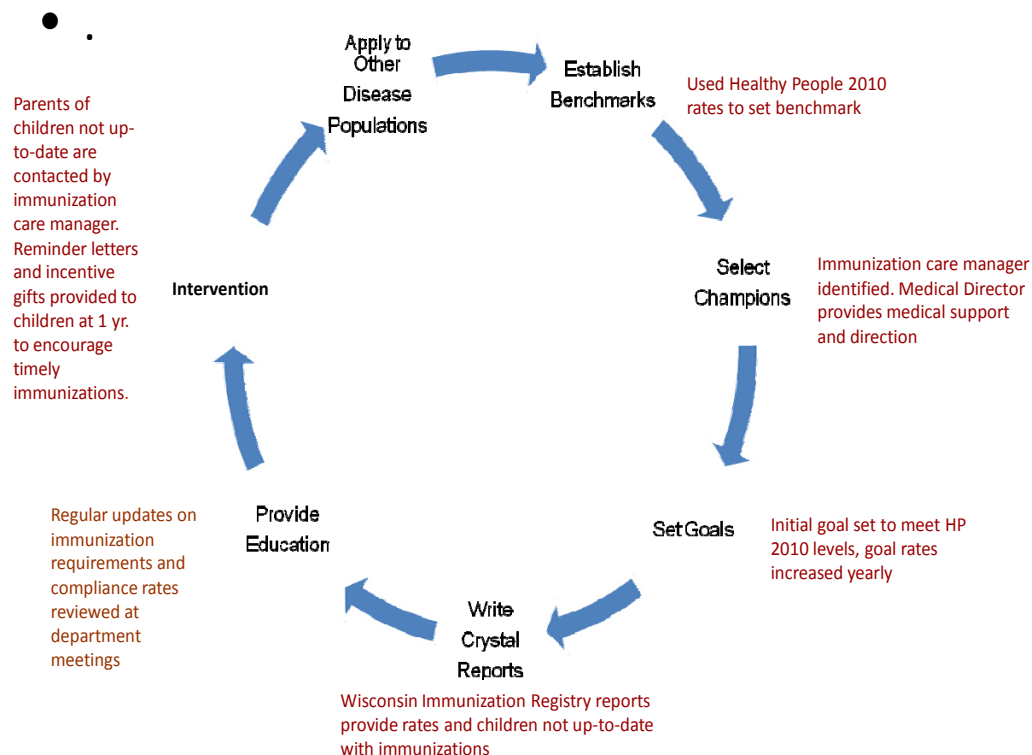 Apply to
Other
Disease
Populations
Establish
Benchmarks
Used Healthy People 2010
rates to set benchmark
Select
Champions
Immunization care manager
identified. Medical Director
provides medical support
and direction
Set Goals
Initial goal set to meet HP
2010 levels, goal rates
increased yearly
Write
Crystal
Reports
Wisconsin Immunization Registry reports
provide rates and children not up-to-date
with immunizations
Provide
Education
Regular updates on
immunization
requirements and
compliance rates
reviewed at
department
meetings
Intervention
Parents of
children not up-
to-date are
contacted by
immunization
care manager.
Reminder letters
and incentive
gifts provided to
children at 1 yr.
to encourage
timely
immunizations.